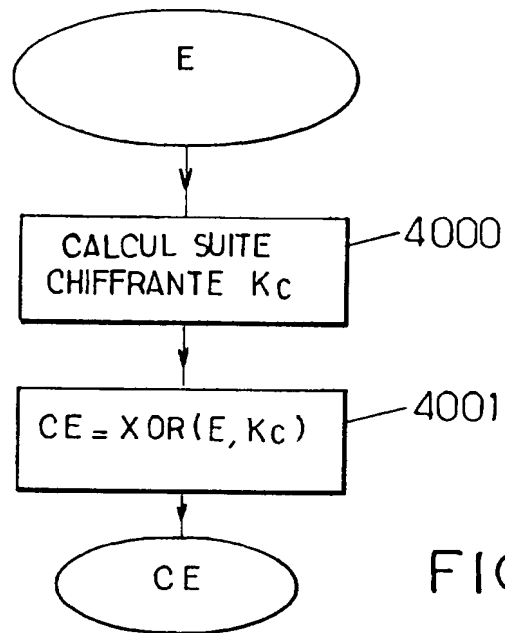 E
CALCUL SUITE
CHIFFRANTE Kc
4000
CE = XOR(E, Kc)
4001
CE